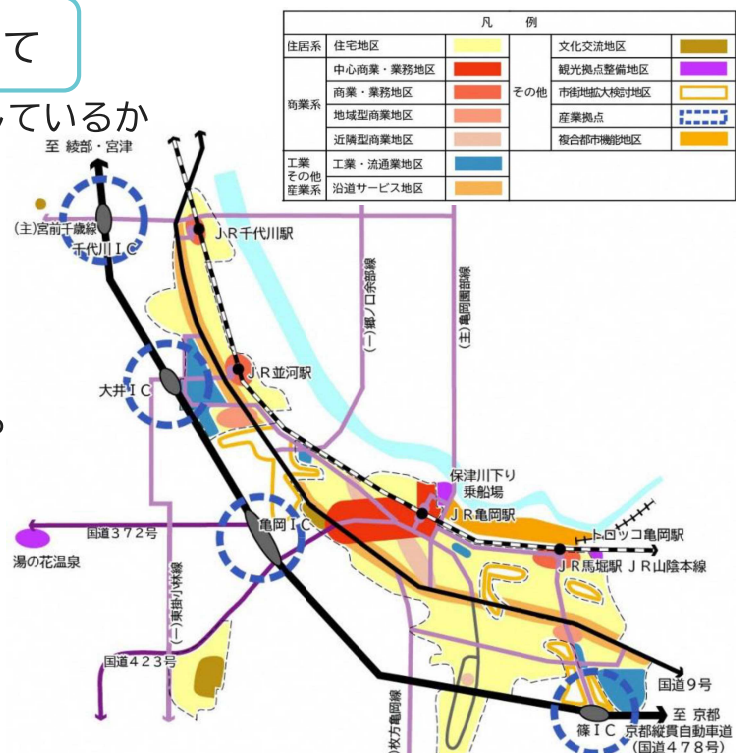 て
しているか
凡 例
住居系 住宅地区
商業系 中心商業・業務地区
商業・業務地区
地域型商業地区
近隣型商業地区
工業
その他
産業系
工業・流通業地区
沿道サービス地区
その他
文化交流地区
観光拠点整備地区
市街地拡大検討地区
産業拠点
複合都市機能地区
至 綾部・宮津
(主)宮前千歳線
千代川IC
JR千代川駅
(一)郷ノ口余部線
(主)亀岡園部線
大井IC
JR並河駅
る
保津川下り
乗船場
JR亀岡駅
亀岡IC
国道372号
湯の花温泉
トロッコ亀岡駅
JR馬堀駅
JR山陰本線
(一)東掛小林線
国道423号
枚方亀岡線
国道9号
至 京都
篠IC
京都縦貫自動車道
(国道478号)